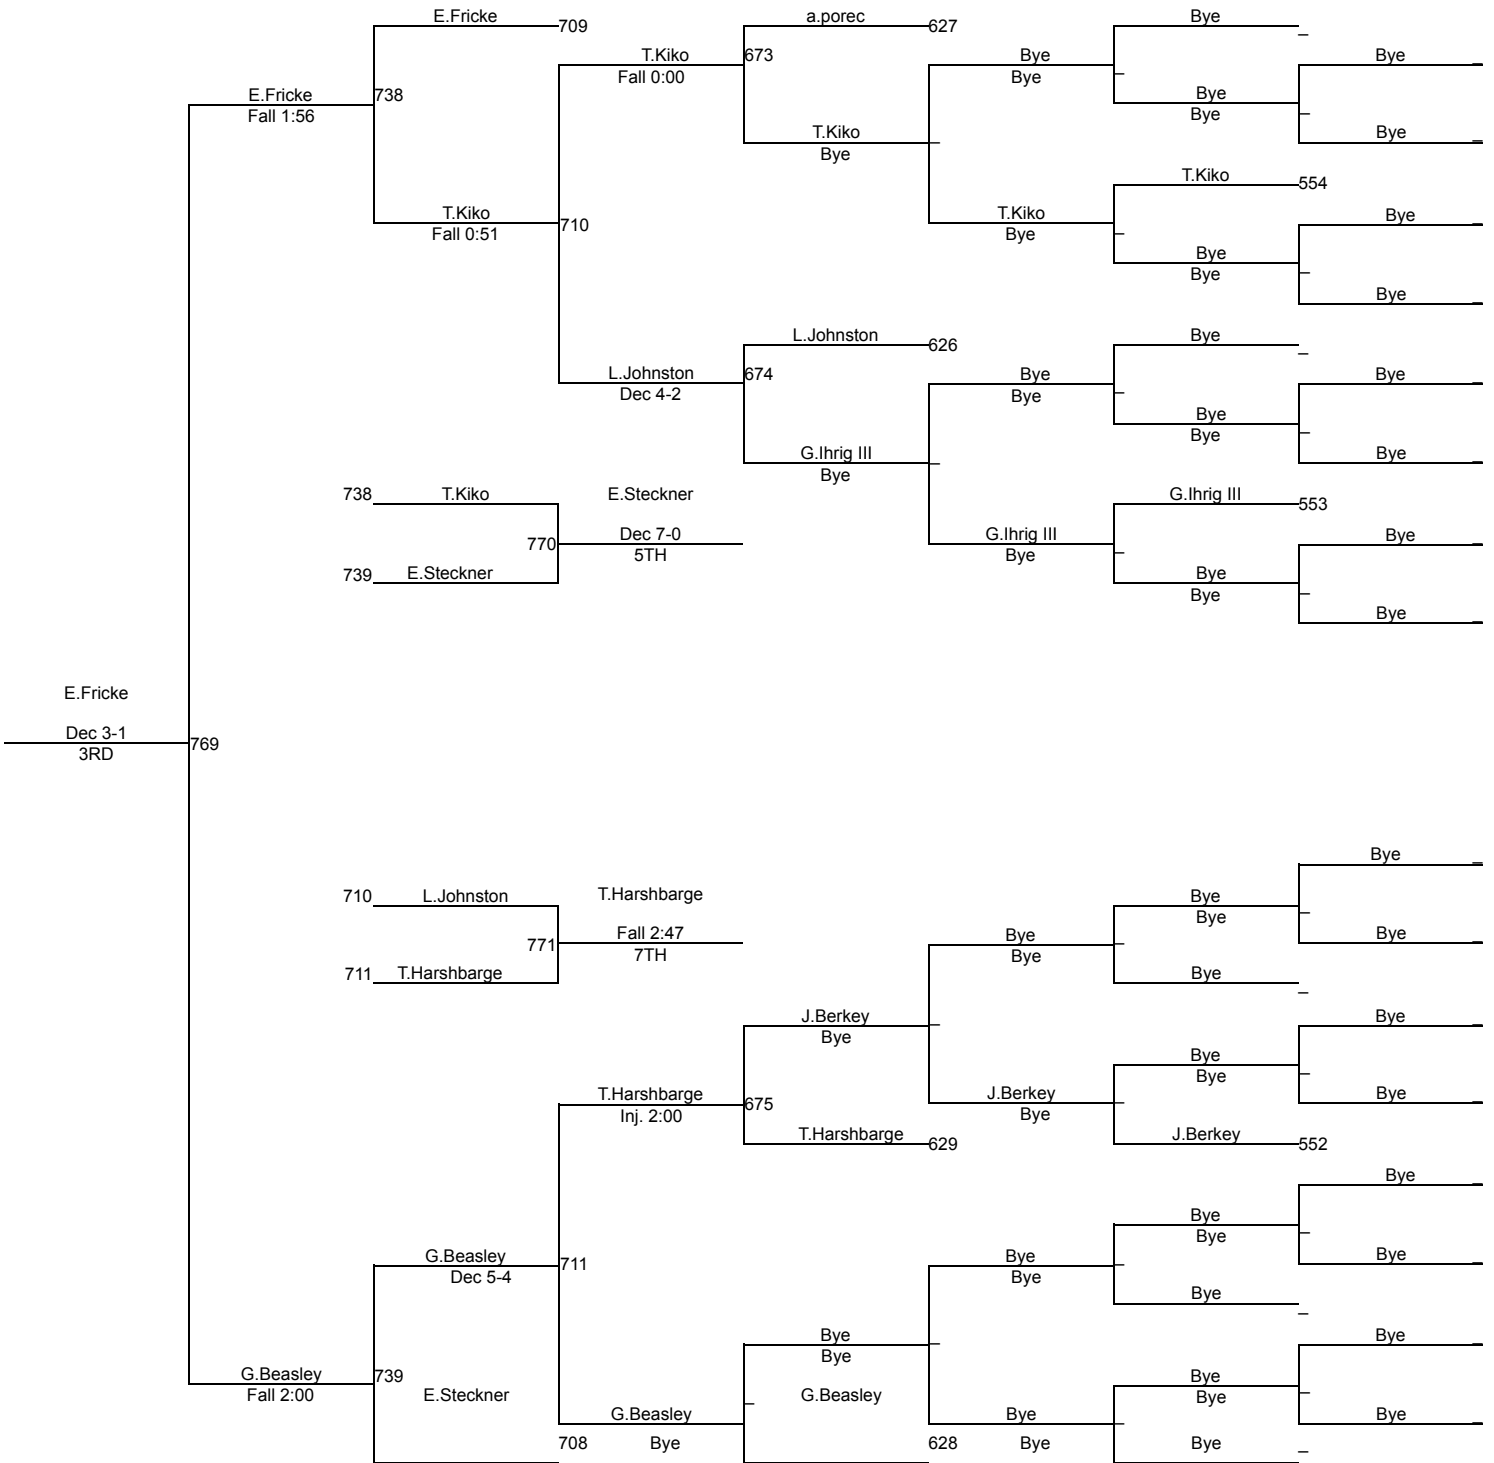 E.Fricke
709
a.porec
627
Bye
_
T.Kiko
673
Fall 0:00
Bye
Bye
Bye
_
E.Fricke
738
Fall 1:56
_
Bye
Bye
_
T.Kiko
Bye
_
Bye
_
T.Kiko
554
T.Kiko
710
Fall 0:51
T.Kiko
Bye
_
Bye
_
Bye
Bye
_
Bye
_
L.Johnston
626
Bye
_
L.Johnston
674
Dec 4-2
Bye
Bye
_
Bye
_
Bye
Bye
_
G.Ihrig III
Bye
_
Bye
_
738
T.Kiko
E.Steckner
G.Ihrig III
553
770
Dec 7-0
5TH
G.Ihrig III
Bye
_
Bye
_
739
E.Steckner
Bye
Bye
_
Bye
_
E.Fricke
Dec 3-1
3RD
769
Bye
_
710
L.Johnston
T.Harshbarge
Bye
Bye
_
771
Fall 2:47
7TH
Bye
Bye
_
Bye
_
711
T.Harshbarge
Bye
_
J.Berkey
Bye
_
Bye
_
Bye
Bye
_
T.Harshbarge
675
Inj. 2:00
J.Berkey
Bye
_
Bye
_
T.Harshbarge
629
J.Berkey
552
Bye
_
Bye
Bye
_
G.Beasley
711
Dec 5-4
Bye
Bye
_
Bye
_
Bye
_
Bye
Bye
_
Bye
_
G.Beasley
739
Fall 2:00
E.Steckner
_
G.Beasley
Bye
Bye
_
G.Beasley
Bye
_
Bye
_
708
Bye
628
Bye
Bye
_